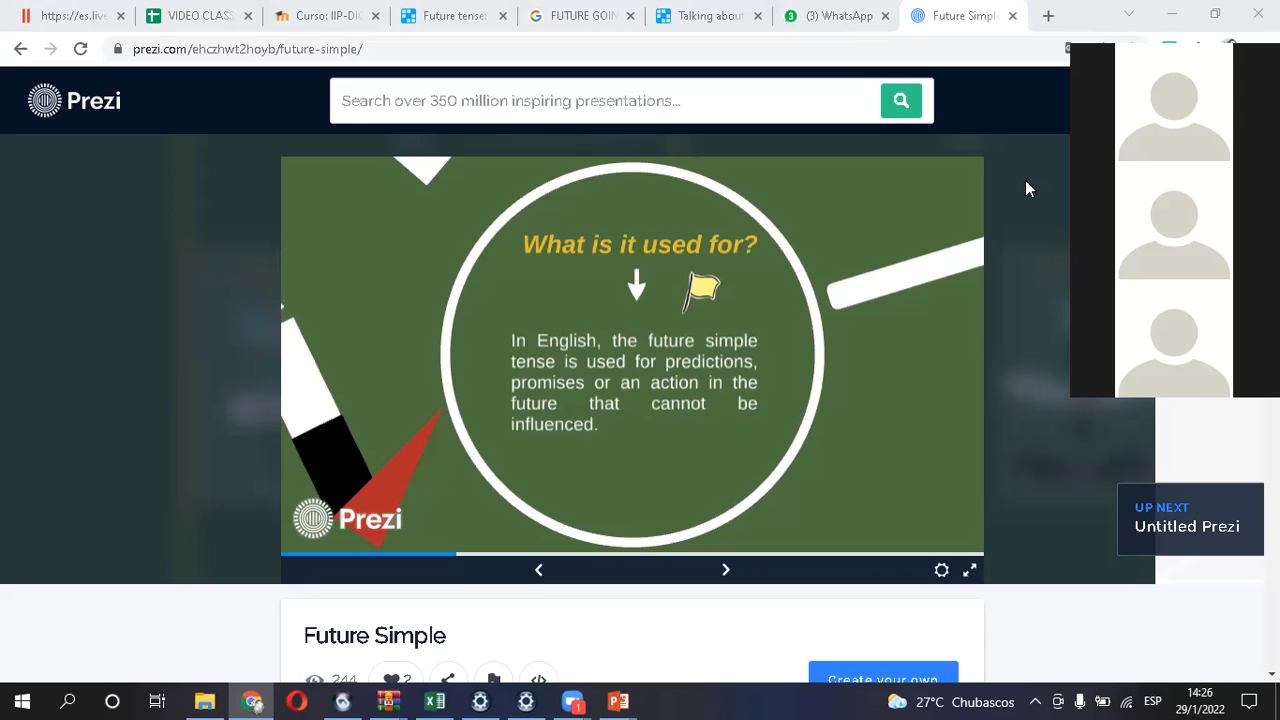 https://es.live
VIDEO CLAS
Curso: IIP-DIC
Future tense:
FUTURE GOIN
Talking about
(3) WhatsApp
Future Simpl
prezi.com/ehczhwt2hoyb/future-simple/
Prezi
Search over 350 million inspiring presentations...
What is it used for?
In English, the future simple
tense is used for predictions,
promises or an action in the
future that cannot be
influenced.
Prezi
UP NEXT
Untitled Prezi
Future Simple
244
2
Create your own
1
27°C Chubascos
ESP
14:26
29/1/2022